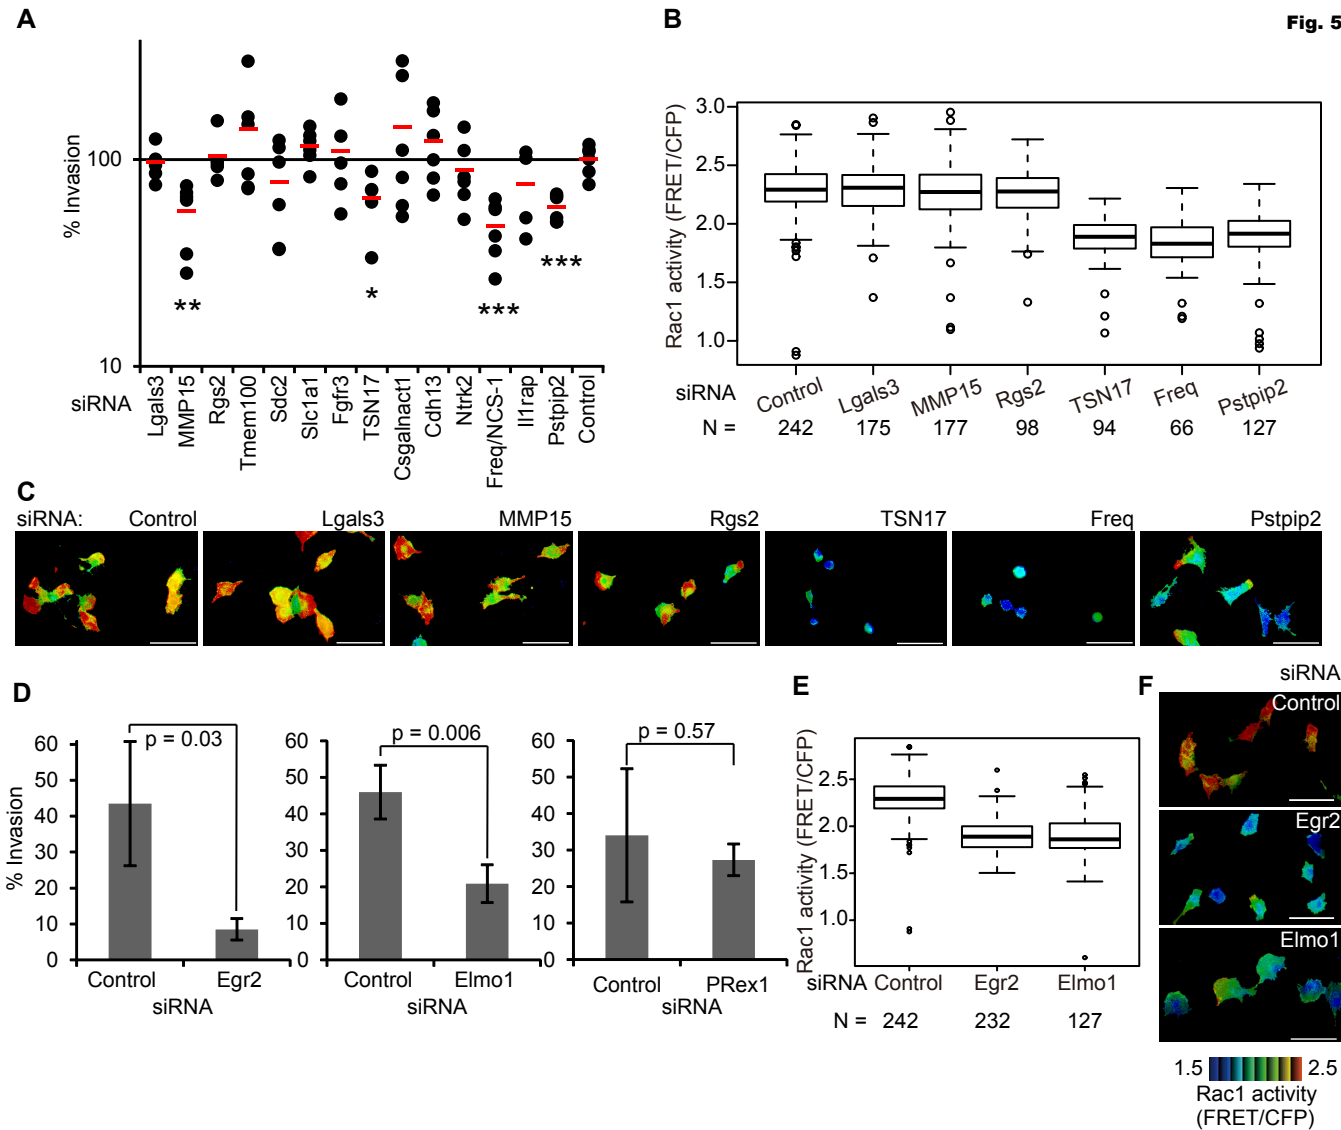 Fig. 5
A
% Invasion
100
10
** * *** ***
siRNA
Lgals3
MMP15
Rgs2
Tmem100
Sdc2
Slc1a1
Fgfr3
TSN17
Csgalnact1
Cdh13
Ntrk2
Freq/NCS-1
Il1rap
Pstpip2
Control
B
Rac1 activity (FRET/CFP)
3.0
2.5
2.0
1.5
1.0
siRNA Control Lgals3 MMP15 Rgs2 TSN17 Freq Pstpip2
N = 242 175 177 98 94 66 127
C
siRNA: Control Lgals3 MMP15 Rgs2 TSN17 Freq Pstpip2
D
% Invasion
60
50
40
30
20
10
0
p = 0.03
Control Egr2
siRNA
60
50
40
30
20
10
0
p = 0.006
Control Elmo1
siRNA
60
50
40
30
20
10
0
p = 0.57
Control PRex1
siRNA
E
Rac1 activity (FRET/CFP)
2.5
2.0
1.5
1.0
siRNA Control Egr2 Elmo1
N = 242 232 127
F
siRNA
Control
Egr2
Elmo1
1.5 2.5
Rac1 activity
(FRET/CFP)